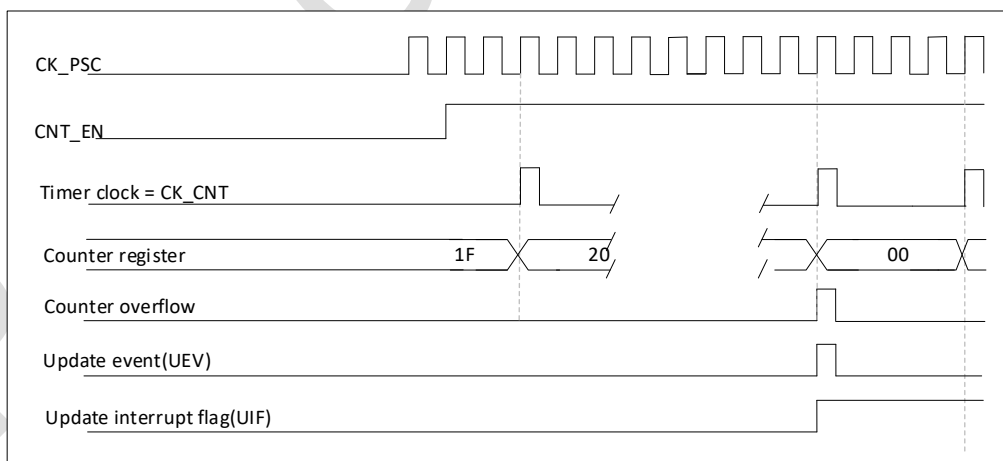 CK_PSC
CNT_EN
Timer clock = CK_CNT
Counter register 1F 20 00
Counter overflow
Update event(UEV)
Update interrupt flag(UIF)